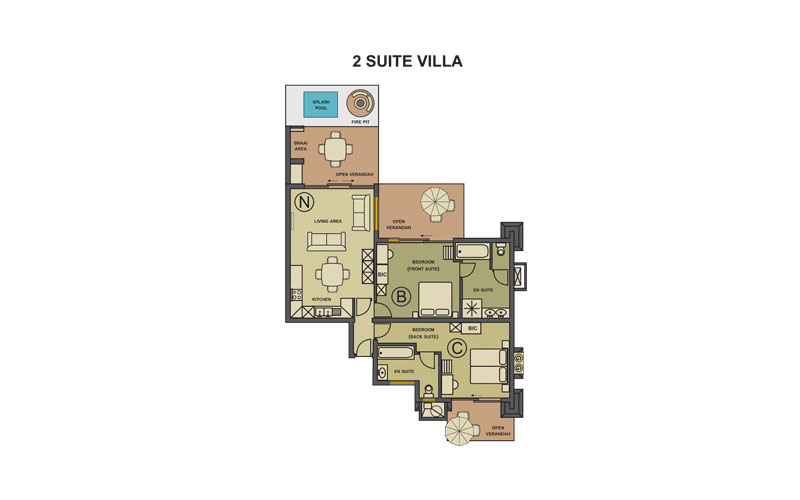 2 SUITE VILLA
SPLASH
POOL
FIRE PIT
BRAAI
AREA
OPEN VERANDAH
N
LIVING AREA
OPEN
VERANDAH
BEDROOM
(FRONT SUITE)
BIC
EN SUITE
B
KITCHEN
BEDROOM
(BACK SUITE)
BIC
C
EN SUITE
OPEN
VERANDAH